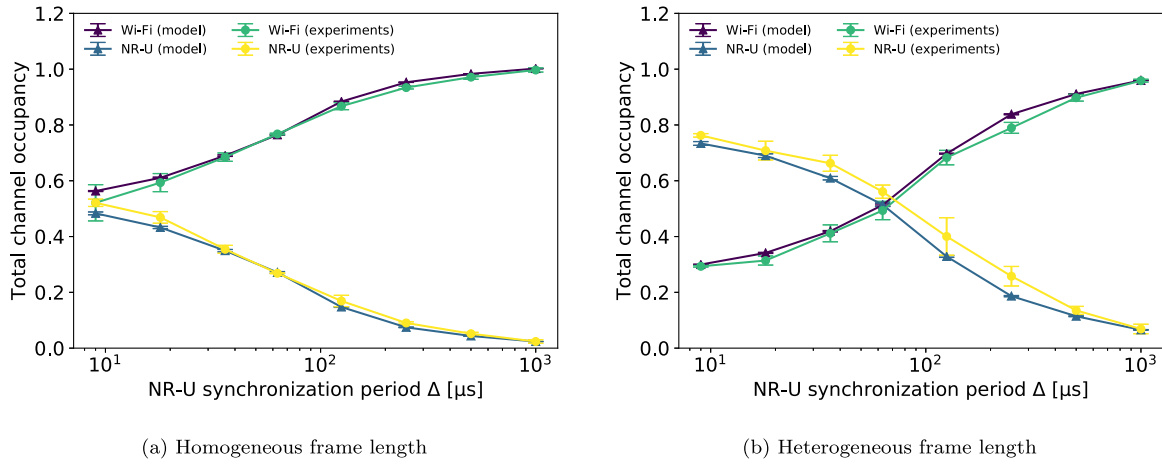 Total channel occupancy
1.2
1.0
0.8
0.6
0.4
0.2
0.0
Wi-Fi (model)
NR-U (model)
Wi-Fi (experiments)
NR-U (experiments)
10¹
10²
10³
NR-U synchronization period Δ [μs]
(a) Homogeneous frame length
Total channel occupancy
1.2
1.0
0.8
0.6
0.4
0.2
0.0
Wi-Fi (model)
NR-U (model)
Wi-Fi (experiments)
NR-U (experiments)
10¹
10²
10³
NR-U synchronization period Δ [μs]
(b) Heterogeneous frame length